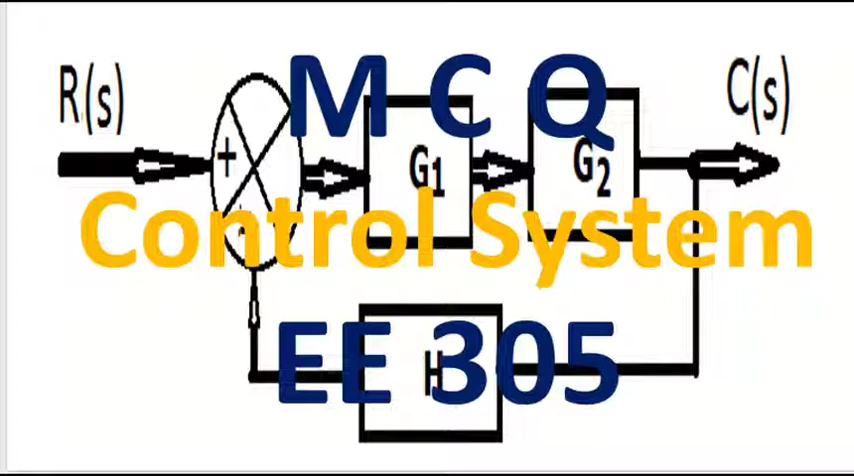 M C Q
R(s)
C(s)
+
G1
G2
Control System
H
EE 305